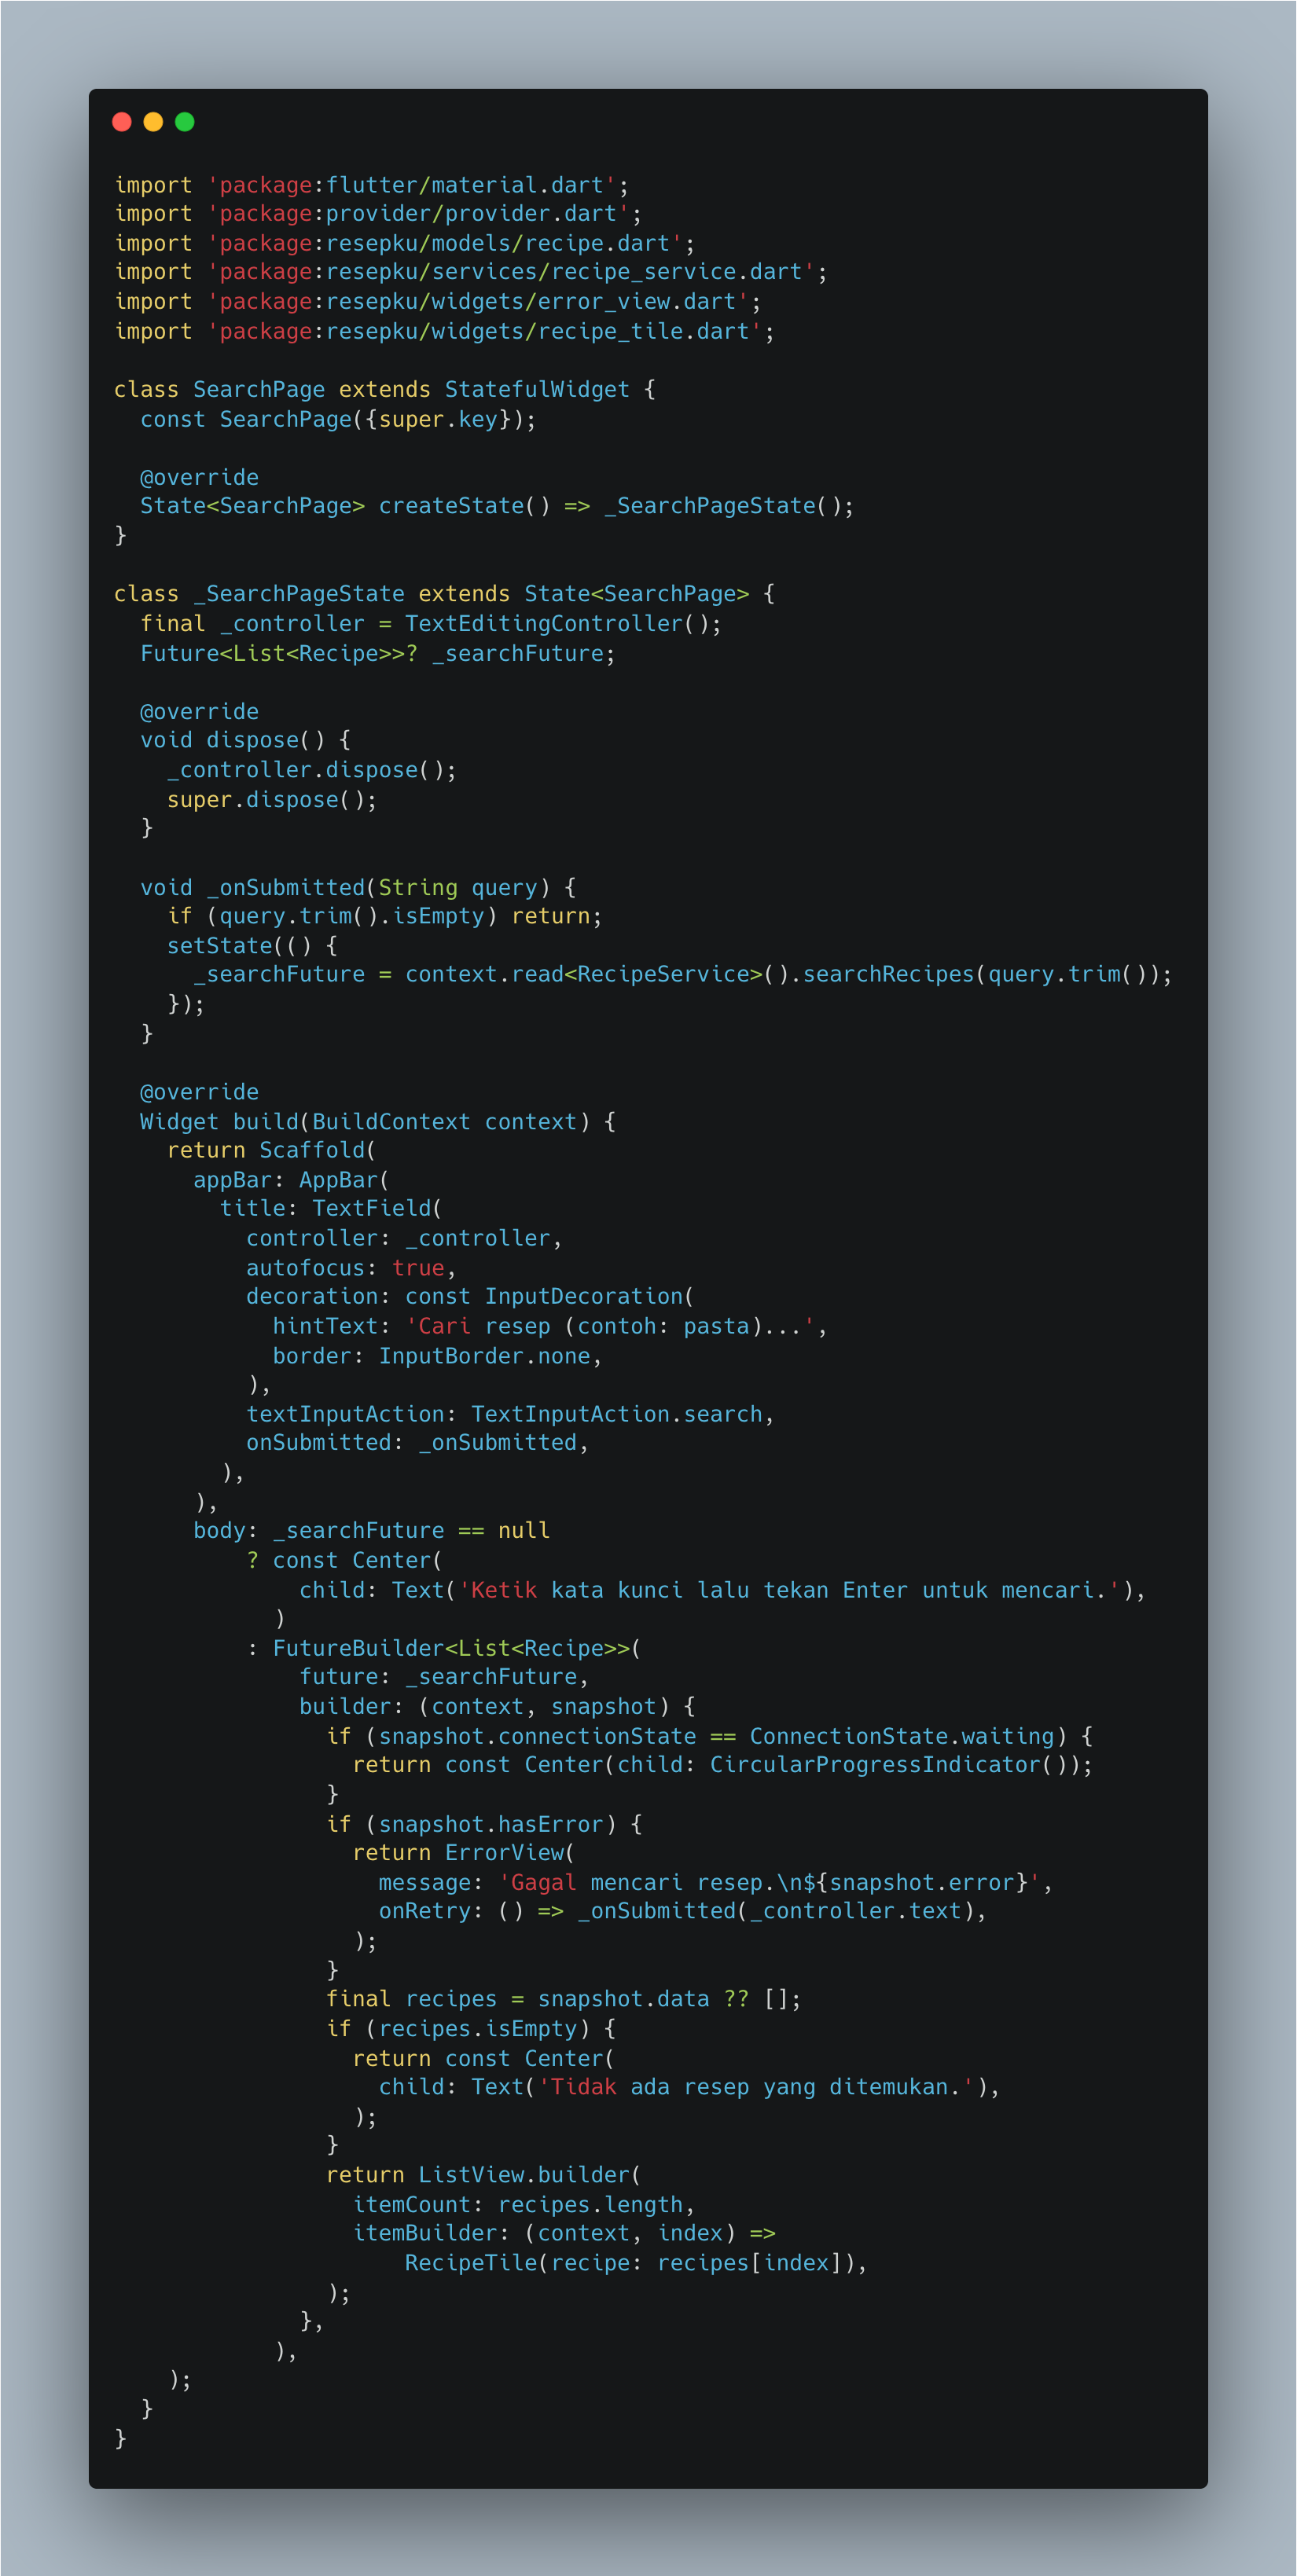 import 'package:flutter/material.dart';
import 'package:provider/provider.dart';
import 'package:resepku/models/recipe.dart';
import 'package:resepku/services/recipe_service.dart';
import 'package:resepku/widgets/error_view.dart';
import 'package:resepku/widgets/recipe_tile.dart';

class SearchPage extends StatefulWidget {
  const SearchPage({super.key});

  @override
  State<SearchPage> createState() => _SearchPageState();
}

class _SearchPageState extends State<SearchPage> {
  final _controller = TextEditingController();
  Future<List<Recipe>>? _searchFuture;

  @override
  void dispose() {
    _controller.dispose();
    super.dispose();
  }

  void _onSubmitted(String query) {
    if (query.trim().isEmpty) return;
    setState(() {
      _searchFuture = context.read<RecipeService>().searchRecipes(query.trim());
    });
  }

  @override
  Widget build(BuildContext context) {
    return Scaffold(
      appBar: AppBar(
        title: TextField(
          controller: _controller,
          autofocus: true,
          decoration: const InputDecoration(
            hintText: 'Cari resep (contoh: pasta)...',
            border: InputBorder.none,
          ),
          textInputAction: TextInputAction.search,
          onSubmitted: _onSubmitted,
        ),
      ),
      body: _searchFuture == null
          ? const Center(
              child: Text('Ketik kata kunci lalu tekan Enter untuk mencari.'),
            )
          : FutureBuilder<List<Recipe>>(
              future: _searchFuture,
              builder: (context, snapshot) {
                if (snapshot.connectionState == ConnectionState.waiting) {
                  return const Center(child: CircularProgressIndicator());
                }
                if (snapshot.hasError) {
                  return ErrorView(
                    message: 'Gagal mencari resep.\n${snapshot.error}',
                    onRetry: () => _onSubmitted(_controller.text),
                  );
                }
                final recipes = snapshot.data ?? [];
                if (recipes.isEmpty) {
                  return const Center(
                    child: Text('Tidak ada resep yang ditemukan.'),
                  );
                }
                return ListView.builder(
                  itemCount: recipes.length,
                  itemBuilder: (context, index) =>
                      RecipeTile(recipe: recipes[index]),
                );
              },
            ),
    );
  }
}